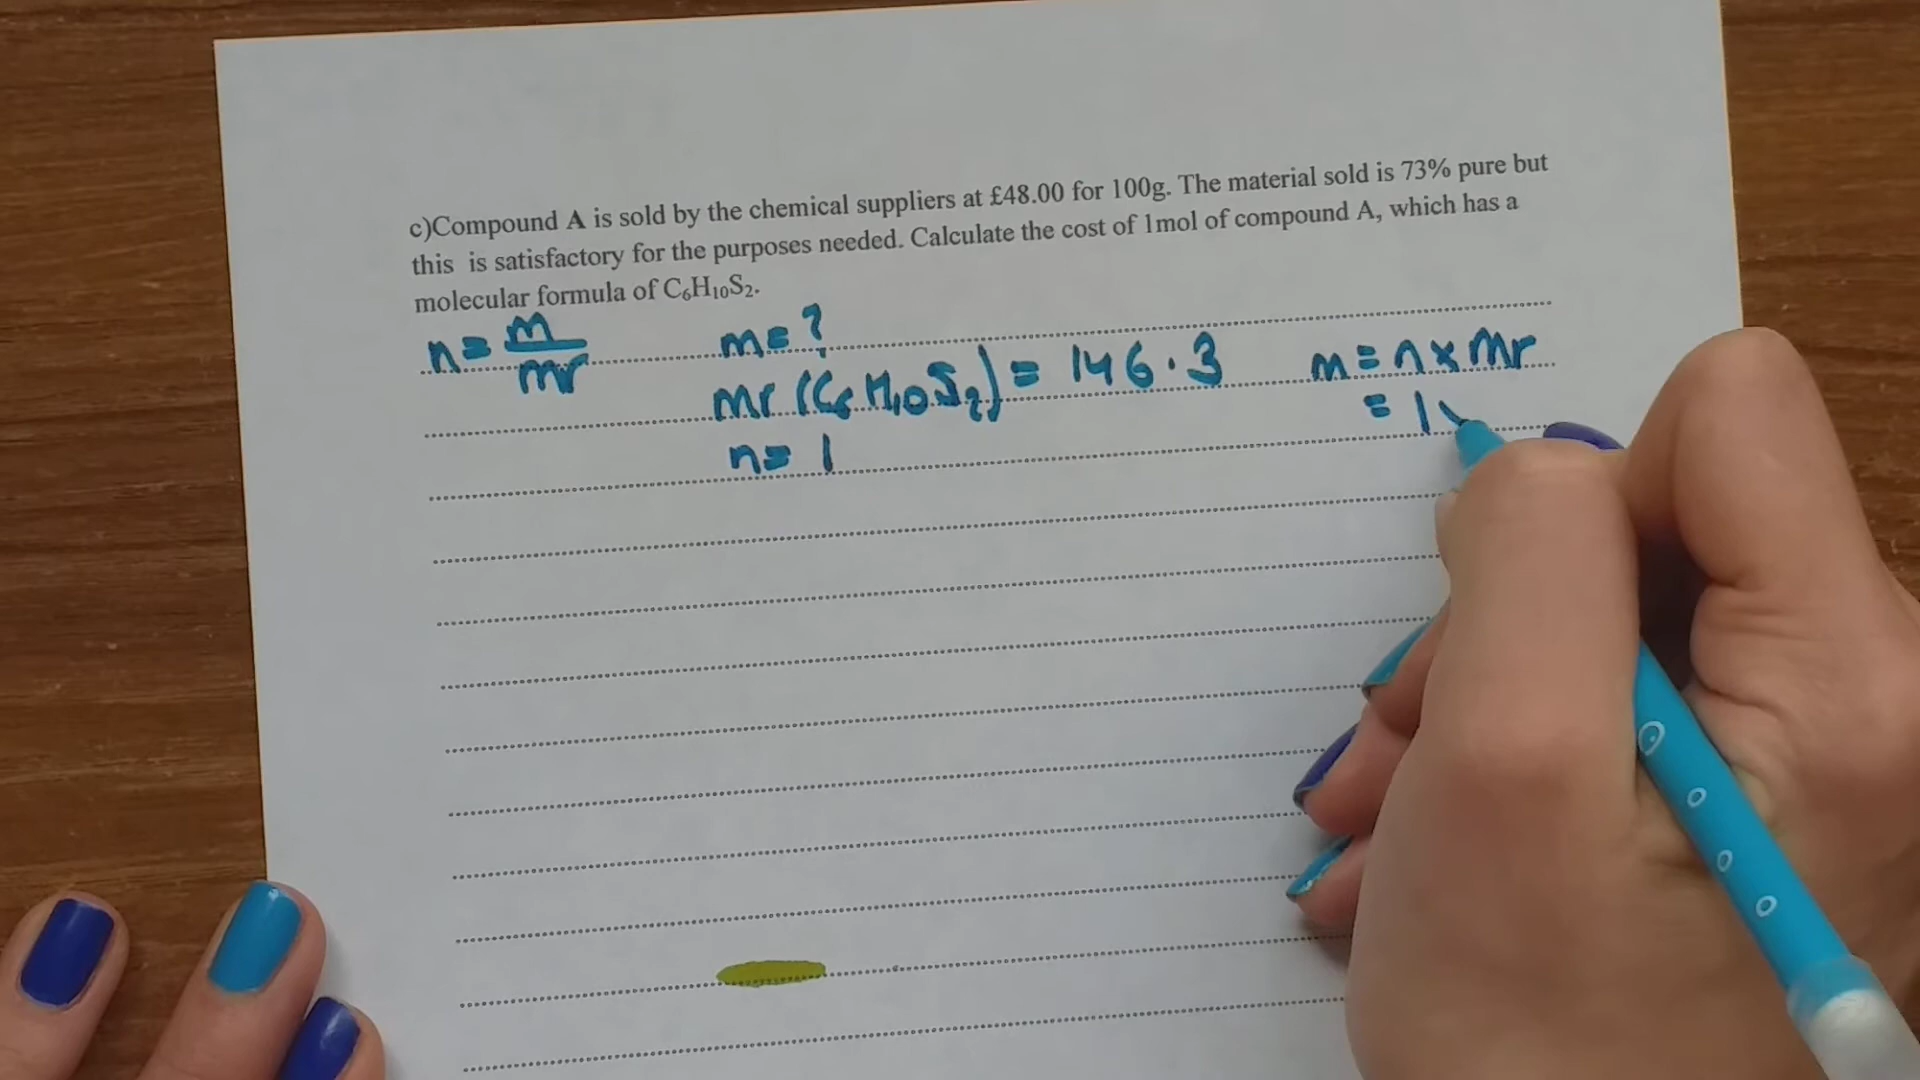 c)Compound A is sold by the chemical suppliers at £48.00 for 100g. The material sold is 73% pure but
this is satisfactory for the purposes needed. Calculate the cost of 1mol of compound A, which has a
molecular formula of C₆H₁₀S₂.
n = m/mr
m = ?
mr (C₆H₁₀S₂) = 146.3
n = 1
m = n x mr
= 1 x